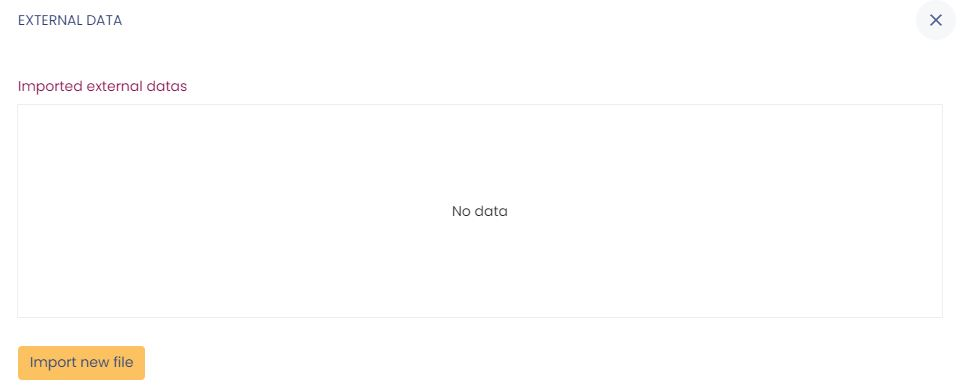 EXTERNAL DATA
Imported external datas
No data
Import new file